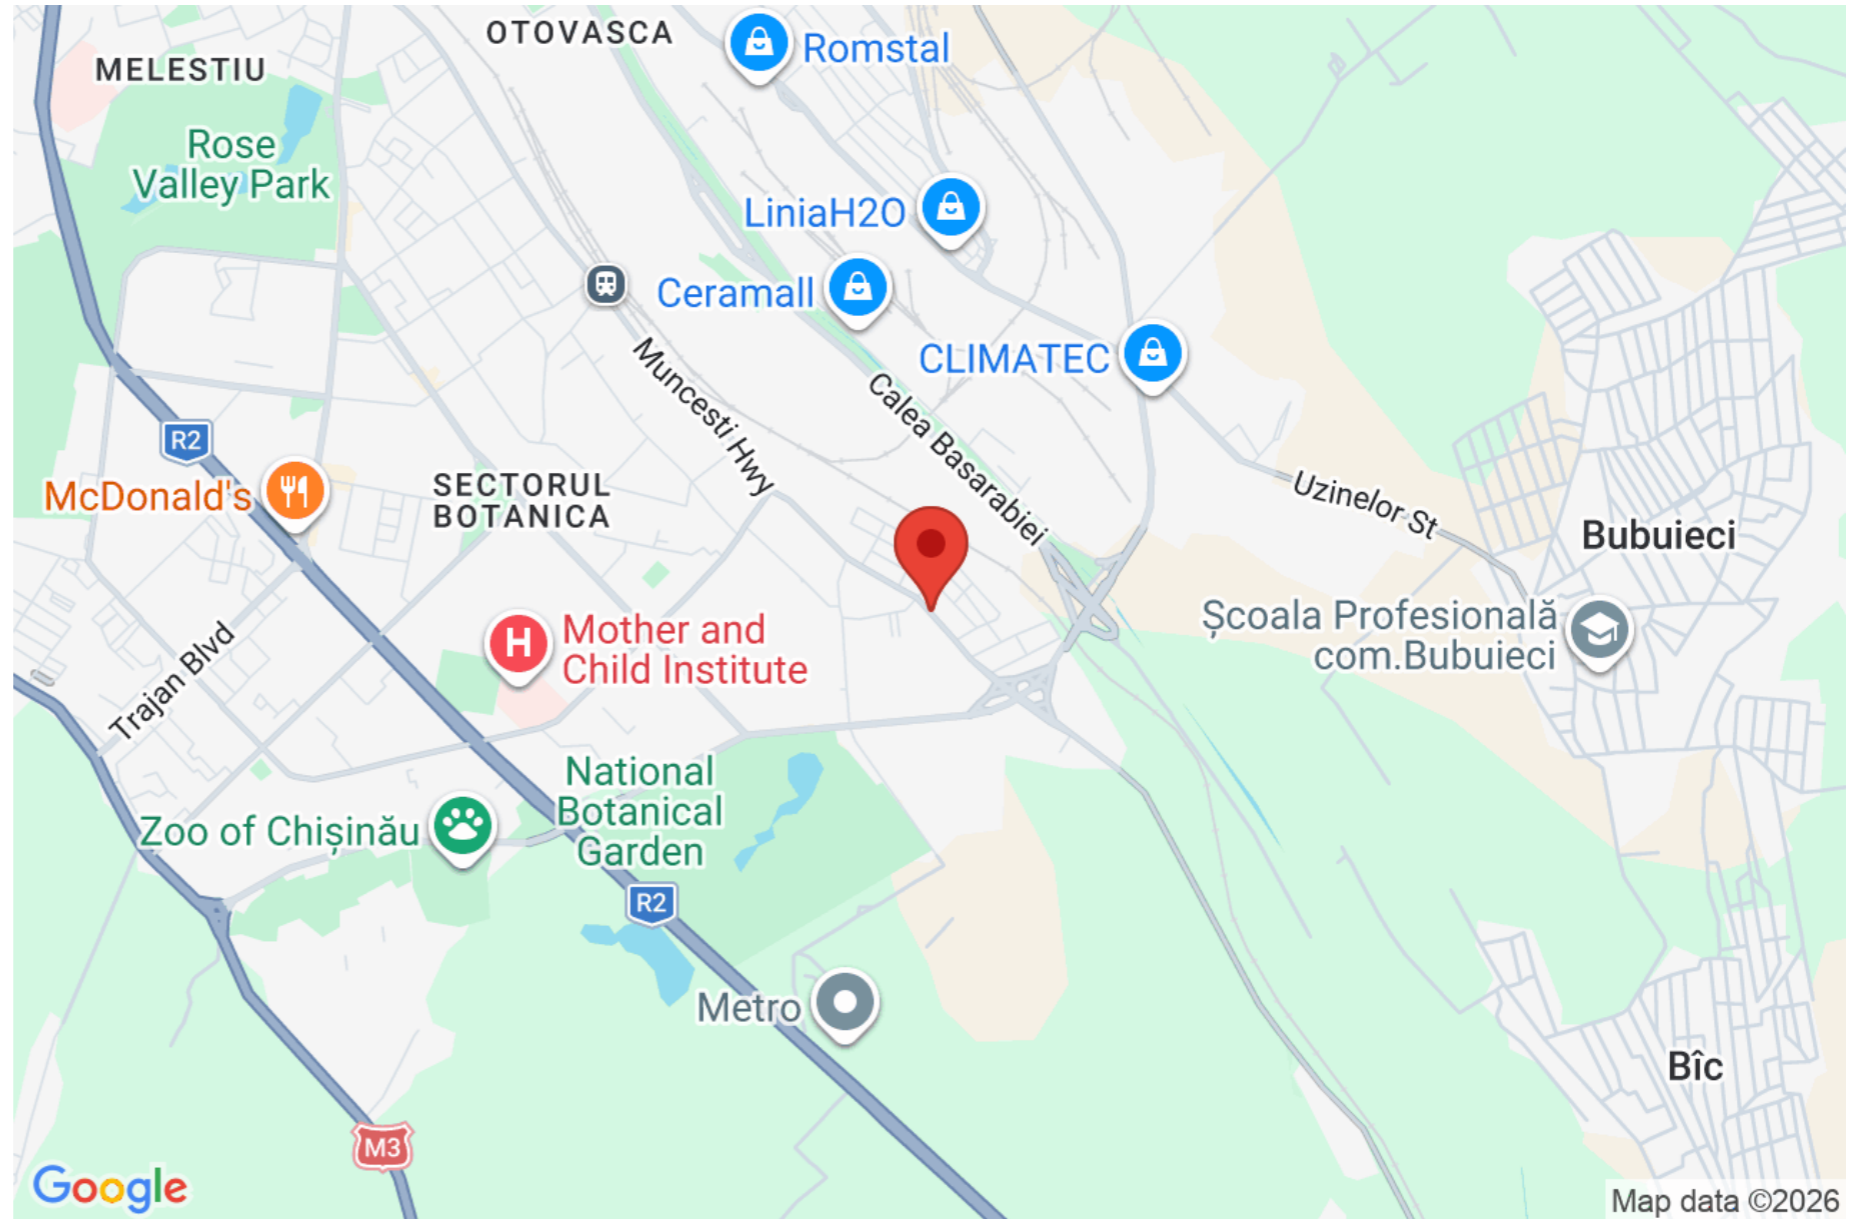 OTOVASCA
Romstal
MELESTIU
Rose
Valley Park
LiniaH2O
Ceramall
CLIMATEC
Muncesti Hwy
Calea Basarabiei
R2
McDonald's
SECTORUL
BOTANICA
Uzinelor St
Bubuieci
Școala Profesională
com.Bubuieci
H
Mother and
Child Institute
Trajan Blvd
National
Botanical
Garden
Zoo of Chișinău
R2
Metro
Bîc
M3
Google
Map data ©2026